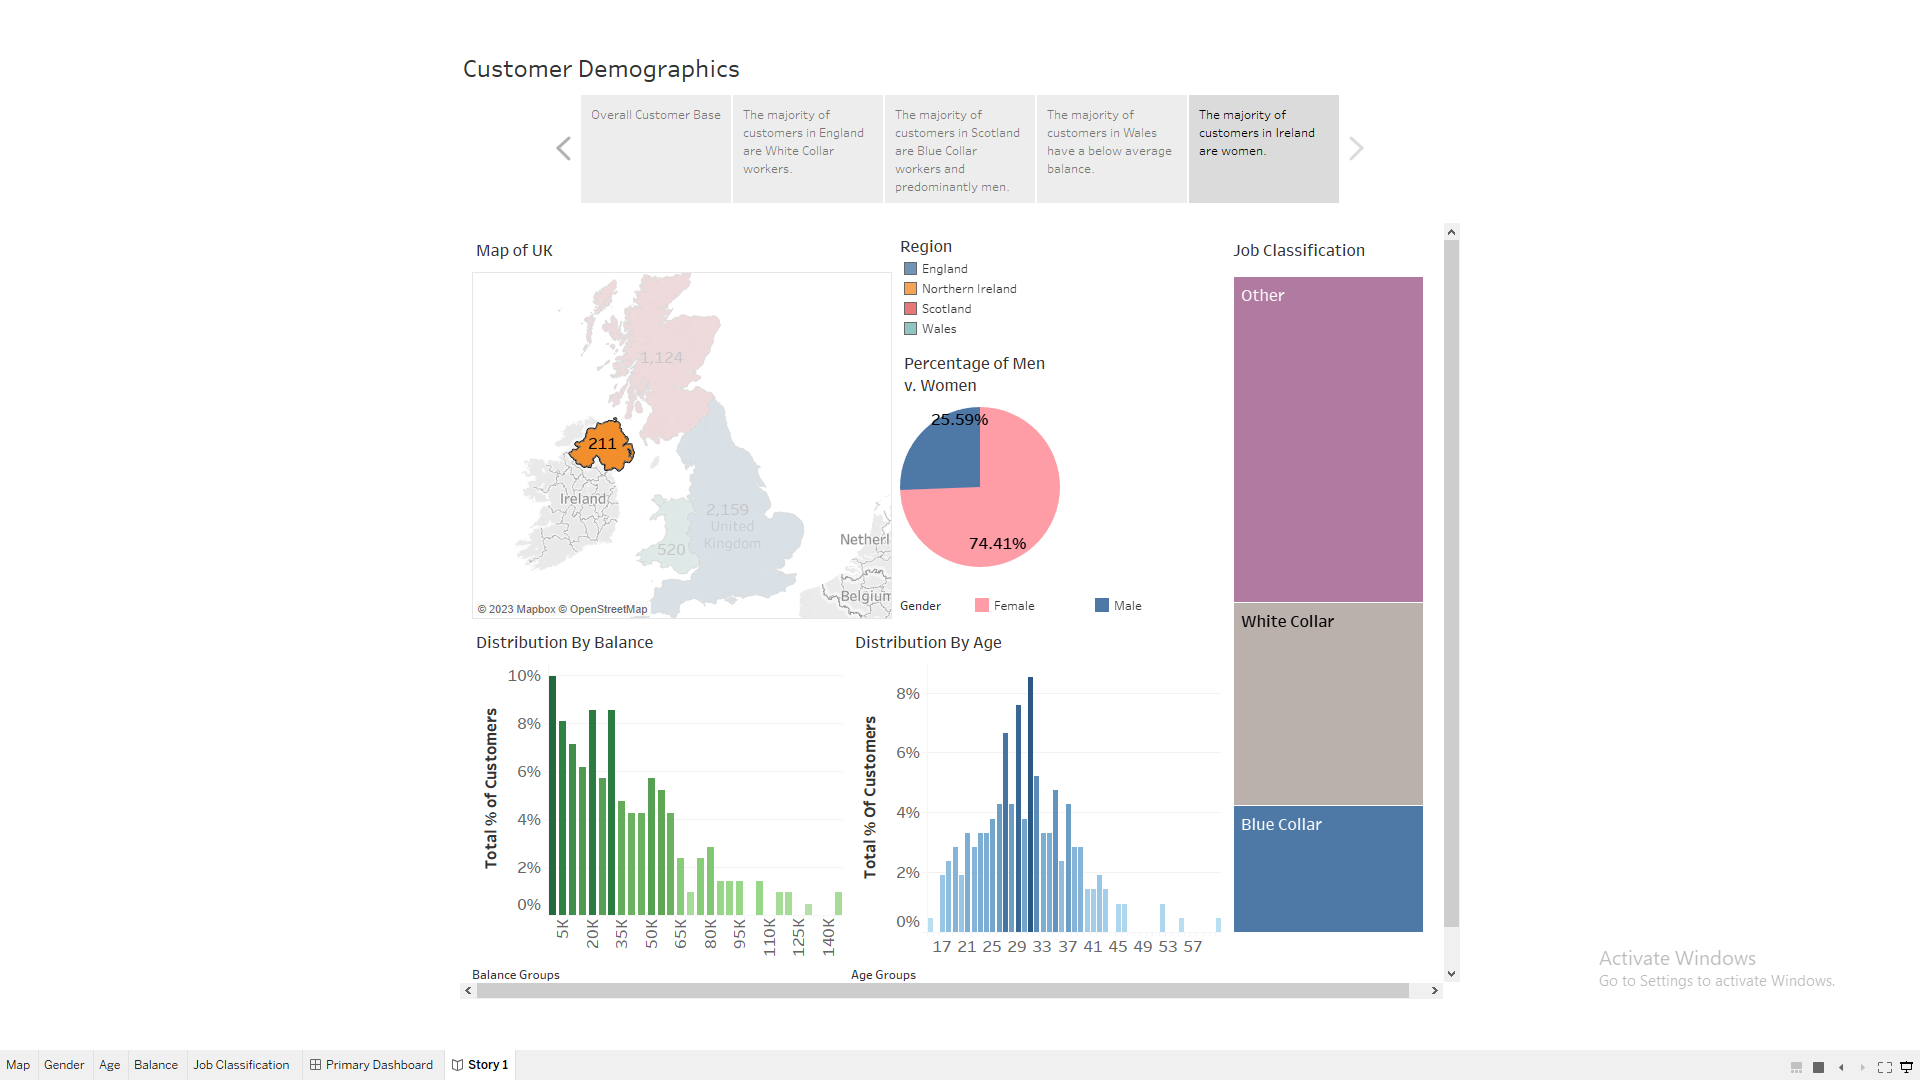 Customer Demographics
Overall Customer Base
The majority of
customers in England
are White Collar
workers.
The majority of
customers in Scotland
are Blue Collar
workers and
predominantly men.
The majority of
customers in Wales
have a below average
balance.
The majority of
customers in Ireland
are women.
Map of UK
1,124
211
Ireland
2,159
United
Kingdom
520
Netherl
Belgium
© 2023 Mapbox © OpenStreetMap
Region
England
Northern Ireland
Scotland
Wales
Percentage of Men
v. Women
25.59%
74.41%
Gender
Female
Male
Job Classification
Other
White Collar
Blue Collar
Distribution By Balance
Total % of Customers
10%
8%
6%
4%
2%
0%
5K
20K
35K
50K
65K
80K
95K
110K
125K
140K
Balance Groups
Distribution By Age
Total % Of Customers
8%
6%
4%
2%
0%
17 21 25 29 33 37 41 45 49 53 57
Age Groups
Activate Windows
Go to Settings to activate Windows.
Map
Gender
Age
Balance
Job Classification
Primary Dashboard
Story 1